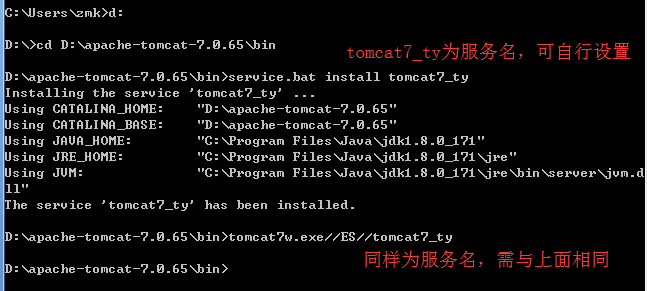 C:\Users\zmk>d:
D:\>cd D:\apache-tomcat-7.0.65\bin
tomcat7_ty为服务名，可自行设置
D:\apache-tomcat-7.0.65\bin>service.bat install tomcat7_ty
Installing the service 'tomcat7_ty' ...
Using CATALINA_HOME:    "D:\apache-tomcat-7.0.65"
Using CATALINA_BASE:    "D:\apache-tomcat-7.0.65"
Using JAVA_HOME:        "C:\Program Files\Java\jdk1.8.0_171"
Using JRE_HOME:         "C:\Program Files\Java\jdk1.8.0_171\jre"
Using JVM:              "C:\Program Files\Java\jdk1.8.0_171\jre\bin\server\jvm.d
ll"
The service 'tomcat7_ty' has been installed.
D:\apache-tomcat-7.0.65\bin>tomcat7w.exe//ES//tomcat7_ty
同样为服务名，需与上面相同
D:\apache-tomcat-7.0.65\bin>